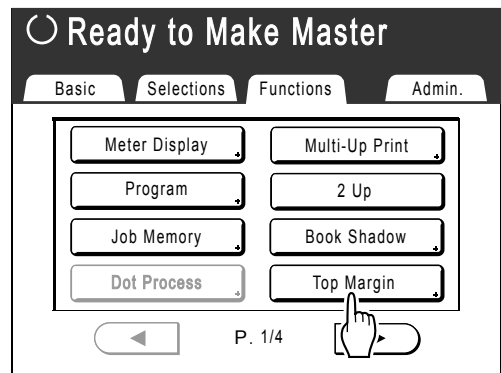 Ready to Make Master
Basic Selections Functions Admin.
Meter Display Multi-Up Print
Program 2 Up
Job Memory Book Shadow
Dot Process Top Margin
P. 1/4